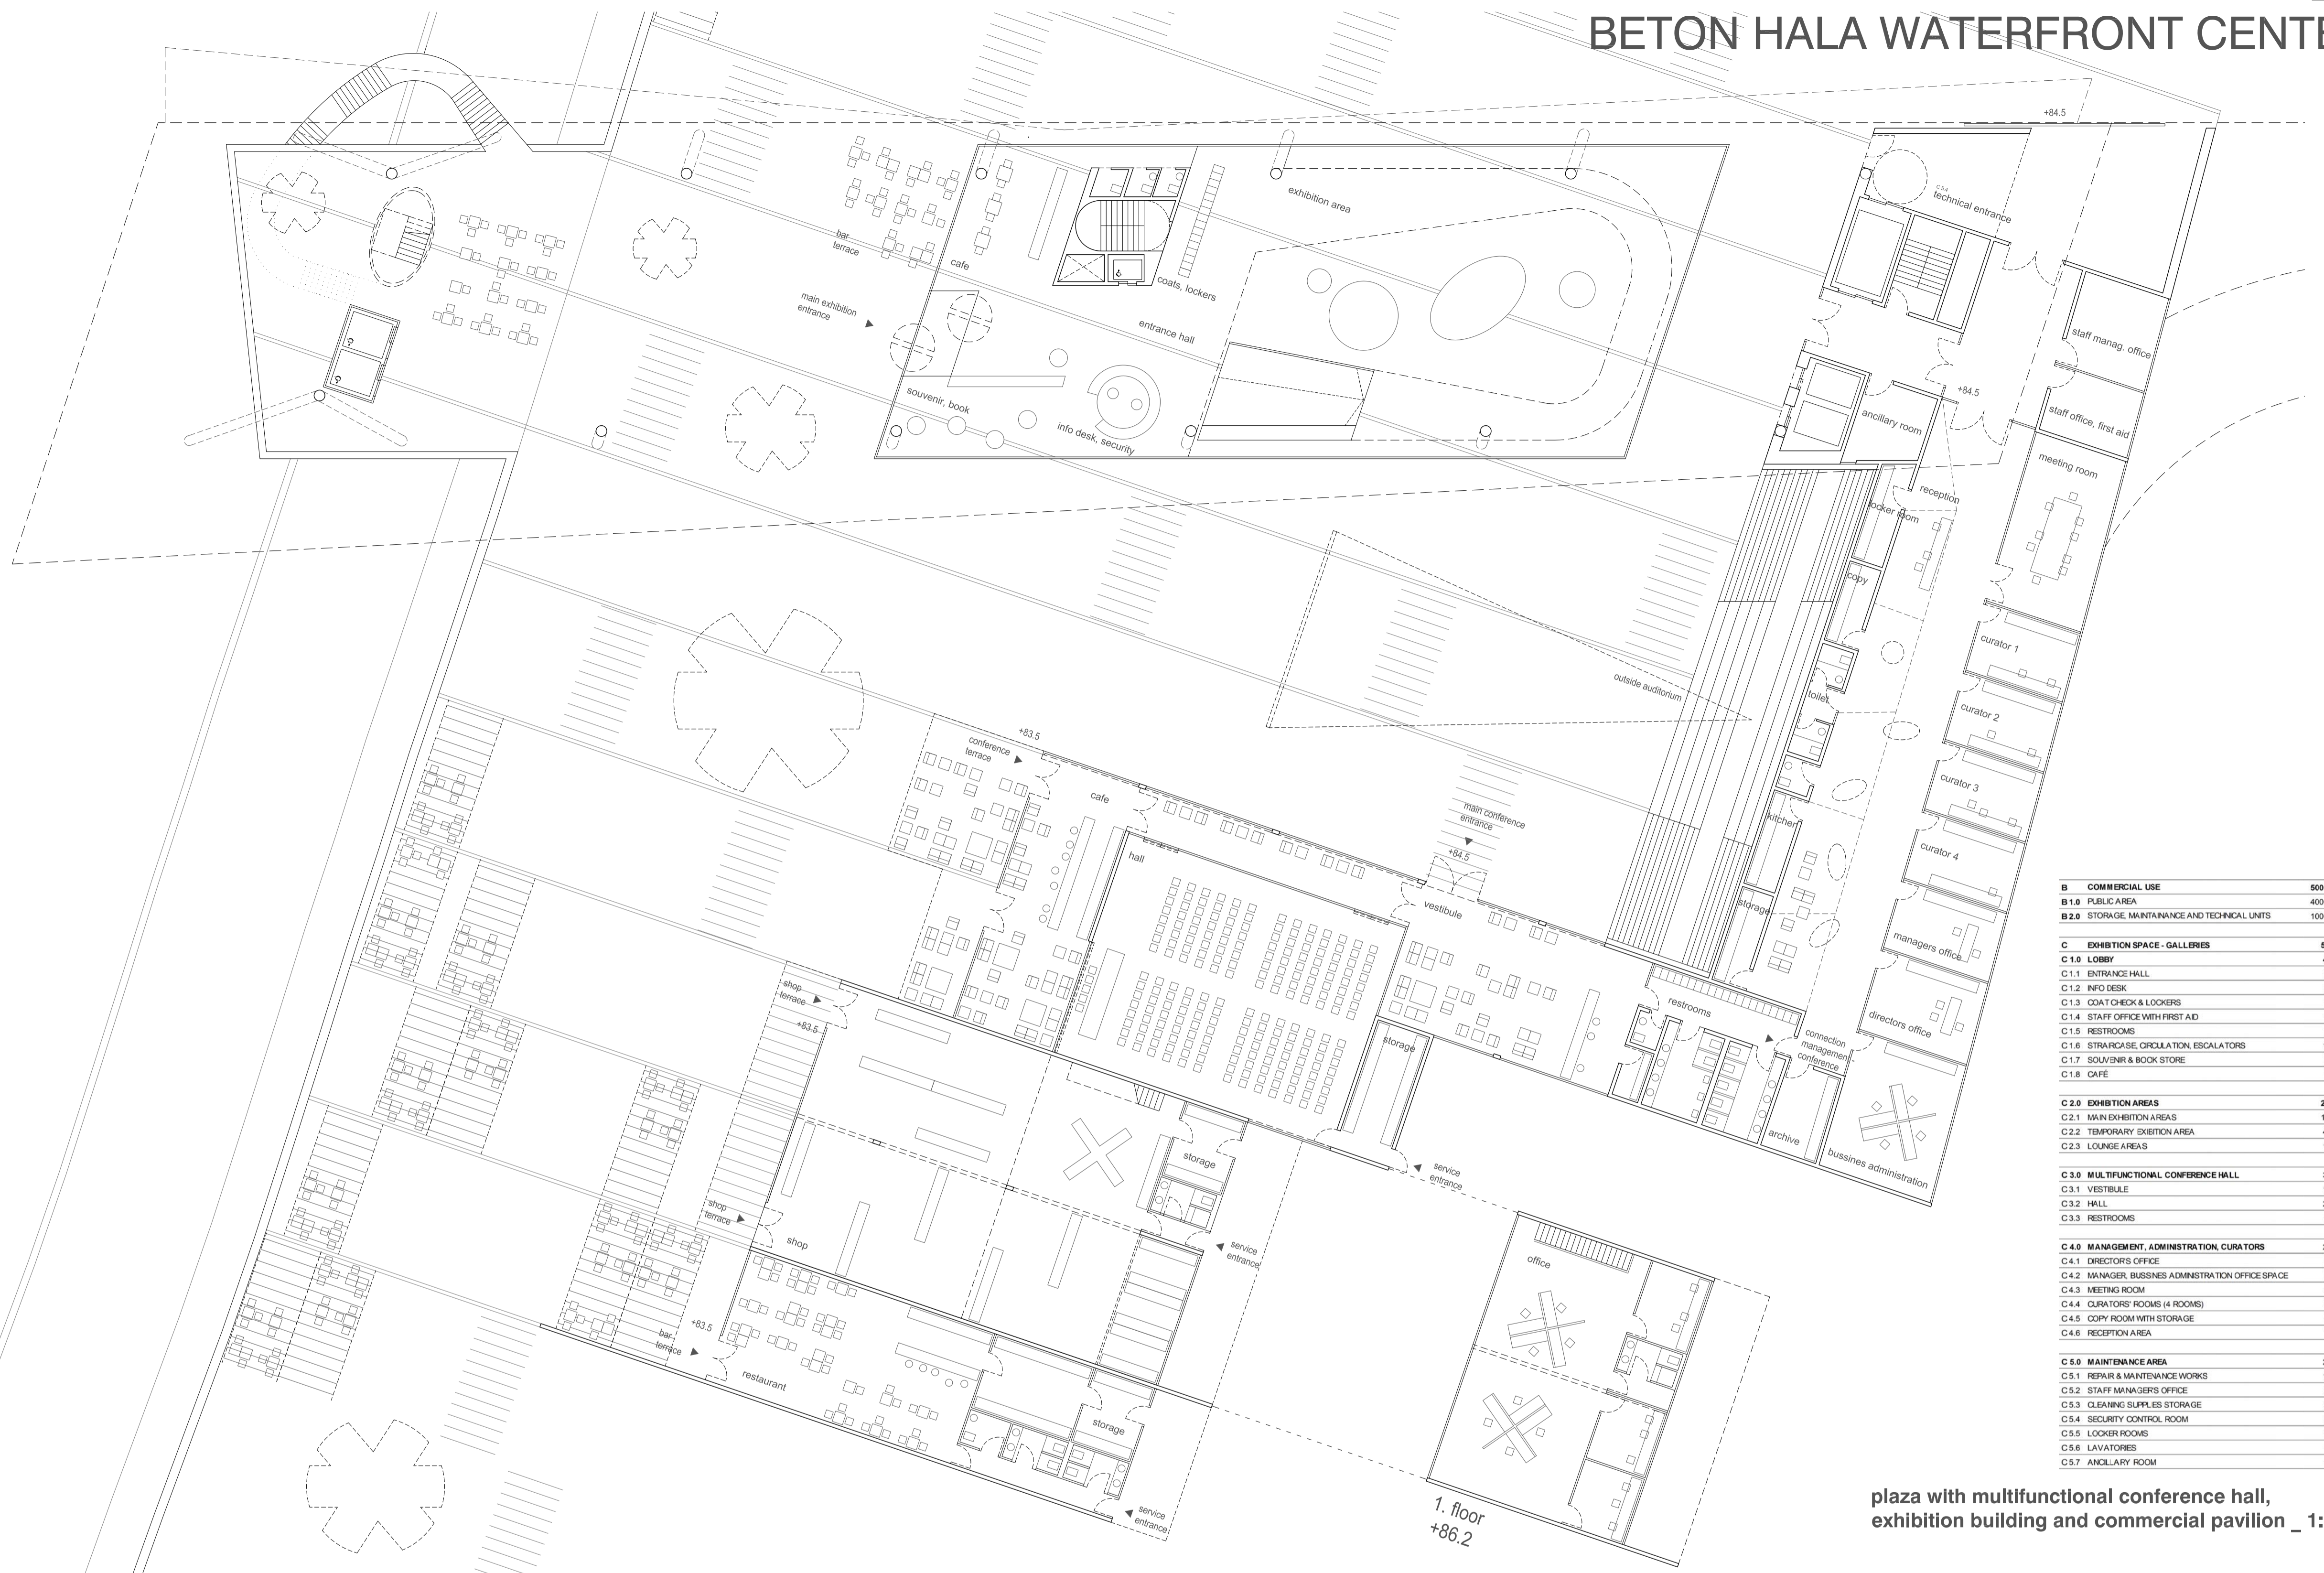 BETON HALA WATERFRONT CENTE
+84.5
C 5.4
technical entrance
exhibition area
bar
terrace
cafe
coats, lockers
main exhibition
entrance
entrance hall
souvenir, book
info desk, security
staff manag. office
+84.5
staff office, first aid
ancillary room
meeting room
reception
locker room
copy
curator 1
toilet
outside auditorium
curator 2
+83.5
conference
terrace
cafe
curator 3
main conference
entrance
kitchen
hall
+84.5
curator 4
vestibule
storage
managers office
shop
terrace
+83.5
restrooms
directors office
storage
connection
management
conference
archive
bussines administration
storage
service
entrance
shop
terrace
shop
service
entrance
office
bar
terrace
+83.5
restaurant
storage
service
entrance
1. floor
+86.2
B COMMERCIAL USE 500
B 1.0 PUBLIC AREA 400
B 2.0 STORAGE, MAINTAINANCE AND TECHNICAL UNITS 100
C EXHIBITION SPACE - GALLERIES 5
C 1.0 LOBBY
C 1.1 ENTRANCE HALL
C 1.2 INFO DESK
C 1.3 COAT CHECK & LOCKERS
C 1.4 STAFF OFFICE WITH FIRST AID
C 1.5 RESTROOMS
C 1.6 STRARCASE, CIRCULATION, ESCALATORS
C 1.7 SOUVENIR & BOOK STORE
C 1.8 CAFÉ
C 2.0 EXHIBITION AREAS 2
C 2.1 MAIN EXHIBITION AREAS 1
C 2.2 TEMPORARY EXIBITION AREA
C 2.3 LOUNGE AREAS
C 3.0 MULTIFUNCTIONAL CONFERENCE HALL
C 3.1 VESTIBULE
C 3.2 HALL
C 3.3 RESTROOMS
C 4.0 MANAGEMENT, ADMINISTRATION, CURATORS
C 4.1 DIRECTOR'S OFFICE
C 4.2 MANAGER, BUSSNES ADMINISTRATION OFFICE SPACE
C 4.3 MEETING ROOM
C 4.4 CURATORS' ROOMS (4 ROOMS)
C 4.5 COPY ROOM WITH STORAGE
C 4.6 RECEPTION AREA
C 5.0 MAINTENANCE AREA
C 5.1 REPAIR & MAINTENANCE WORKS
C 5.2 STAFF MANAGER'S OFFICE
C 5.3 CLEANING SUPPLIES STORAGE
C 5.4 SECURITY CONTROL ROOM
C 5.5 LOCKER ROOMS
C 5.6 LAVATORIES
C 5.7 ANCILLARY ROOM
plaza with multifunctional conference hall,
exhibition building and commercial pavilion _ 1: